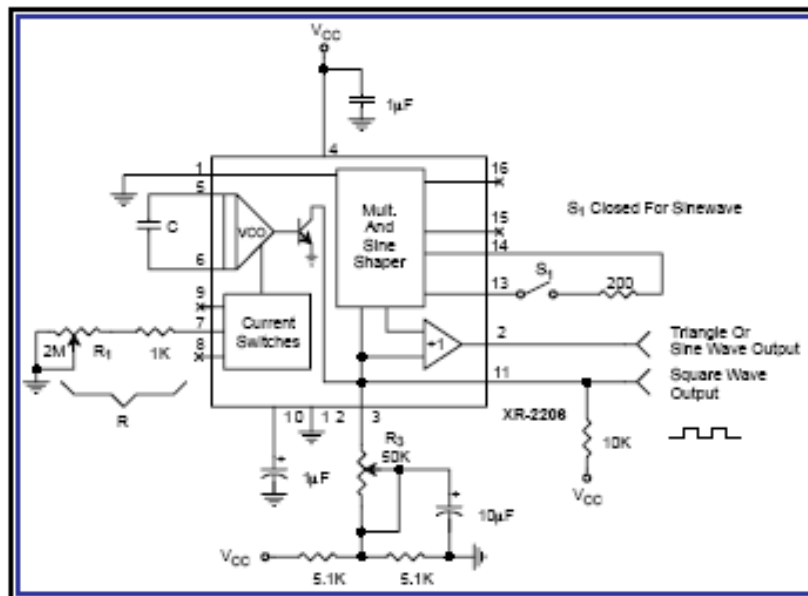 VCC
1µF
4
1
16
5
Mult.
And
Sine
Shaper
S1 Closed For Sinewave
15
C
VCO
14
6
S1
13
200
9
Current
Switches
7
2M
R1
1K
8
+1
2
Triangle Or
Sine Wave Output
11
Square Wave
Output
R
10
1 2
3
XR-2206
R3
50K
10K
1µF
10µF
VCC
VCC
5.1K
5.1K